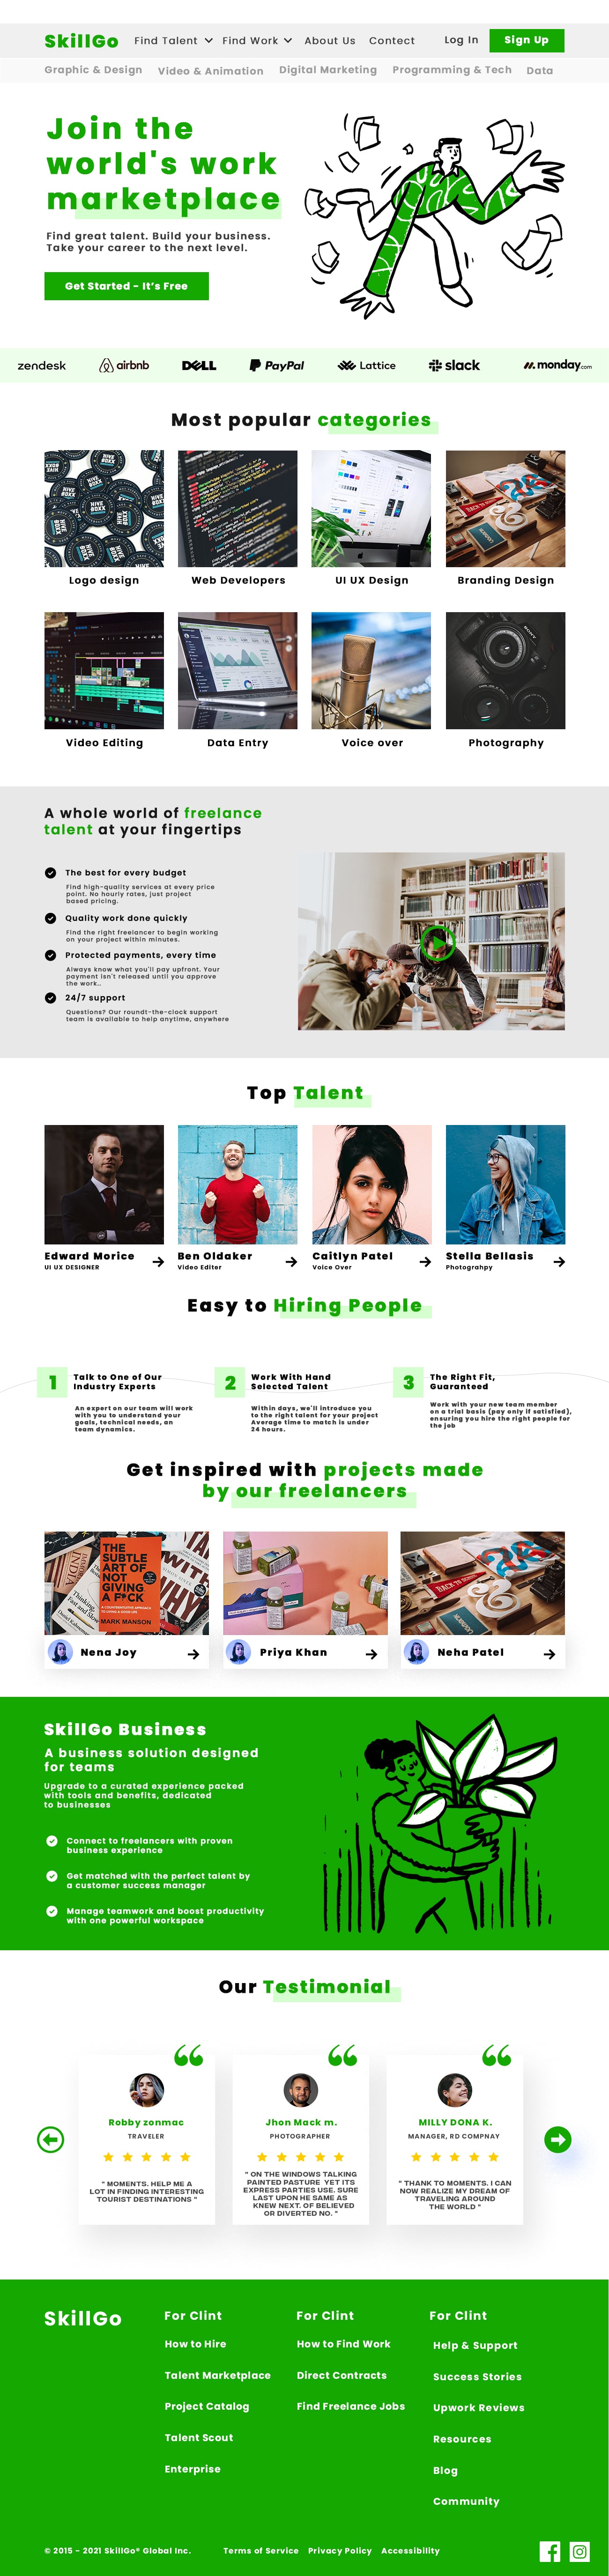 SkillGo
Find Talent
Find Work
About Us
Contact
Log In
Sign Up
Graphic & Design
Video & Animation
Digital Marketing
Programming & Tech
Data
Join the
world's work
marketplace
Find great talent. Build your business.
Take your career to the next level.
Get Started - It's Free
zendesk
airbnb
DELL
PayPal
Lattice
slack
monday.com
Most popular categories
Logo design
Web Developers
UI UX Design
Branding Design
Video Editing
Data Entry
Voice over
SONY
Photography
A whole world of freelance
talent at your fingertips
The best for every budget
Find high-quality services at every price
point. No hourly rates, just project
based pricing.
Quality work done quickly
Find the right freelancer to begin working
on your project within minutes.
Protected payments, every time
Always know what you'll pay upfront. Your
payment isn't released until you approve
the work..
24/7 support
Questions? Our roundt-the-clock support
team is available to help anytime, anywhere
Top Talent
Edward Morice
UI UX DESIGNER
Ben Oldaker
Video Editer
Caitlyn Patel
Voice Over
Stella Bellasis
Photograhpy
Easy to Hiring People
1
Talk to One of Our
Industry Experts
An expert on our team will work
with you to understand your
goals, technical needs, an
team dynamics.
2
Work With Hand
Selected Talent
Within days, we'll introduce you
to the right talent for your project
Average time to match is under
24 hours.
3
The Right Fit,
Guaranteed
Work with your new team member
on a trial basis (pay only if satisfied),
ensuring you hire the right people for
the job
Get inspired with projects made
by our freelancers
THE
SUBTLE
ART OF
NOT
GIVING
A F*CK
MARK MANSON
Nena Joy
Priya Khan
Neha Patel
SkillGo Business
A business solution designed
for teams
Upgrade to a curated experience packed
with tools and benefits, dedicated
to businesses
Connect to freelancers with proven
business experience
Get matched with the perfect talent by
a customer success manager
Manage teamwork and boost productivity
with one powerful workspace
Our Testimonial
Robby zonmac
TRAVELER
" MOMENTS. HELP ME A
LOT IN FINDING INTERESTING
TOURIST DESTINATIONS "
Jhon Mack m.
PHOTOGRAPHER
" ON THE WINDOWS TALKING
PAINTED PASTURE YET ITS
EXPRESS PARTIES USE. SURE
LAST UPON HE SAME AS
KNEW NEXT. OF BELIEVED
OR DIVERTED NO. "
MILLY DONA K.
MANAGER, RD COMPNAY
" THANK TO MOMENTS. I CAN
NOW REALIZE MY DREAM OF
TRAVELING AROUND
THE WORLD "
SkillGo
For Clint
How to Hire
Talent Marketplace
Project Catalog
Talent Scout
Enterprise
For Clint
How to Find Work
Direct Contracts
Find Freelance Jobs
For Clint
Help & Support
Success Stories
Upwork Reviews
Resources
Blog
Community
© 2015 - 2021 SkillGo® Global Inc.
Terms of Service
Privacy Policy
Accessibility